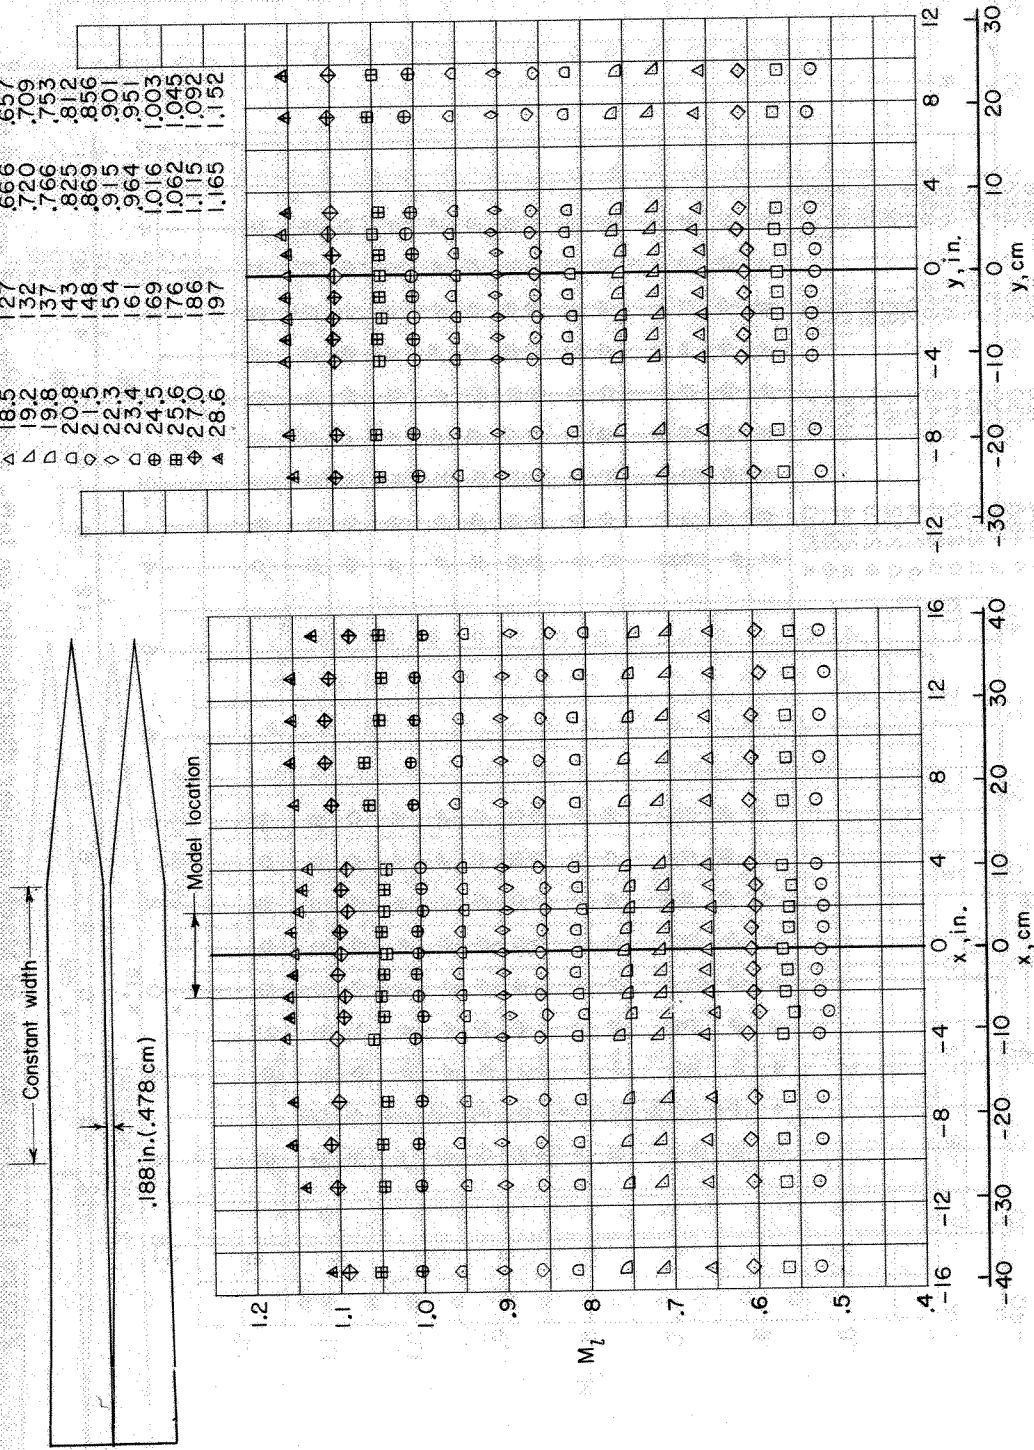 △ 18.5 127 .666 .657
19.2 132 .720 .709
19.8 137 .766 .753
20.8 143 .825 .812
21.5 148 .869 .856
◇ 22.3 154 .915 .901
23.4 161 .964 .951
24.5 169 1.016 1.003
25.6 176 1.062 1.045
27.0 186 1.115 1.092
28.6 197 1.165 1.152
Constant width
.188 in. (.478 cm)
Model location
1.2
1.1
1.0
.9
.8
.7
.6
.5
.4
M_l
-16 -12 -8 -4 0 4 8 12 16
x, in.
-40 -30 -20 -10 0 10 20 30 40
x, cm
-12 -8 -4 0 4 8 12
y, in.
-30 -20 -10 0 10 20 30
y, cm